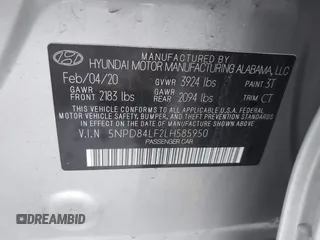 HYUNDAI MOTOR MANUFACTURING ALABAMA, LLC
Feb/04/20 GVWR 3924 lbs PAINT 3T
GAWR FRONT 2183 lbs GAWR REAR 2094 lbs TRIM CT
THIS VEHICLE CONFORMS TO ALL APPLICABLE U.S.A. FEDERAL
MOTOR VEHICLE SAFETY, BUMPER, AND THEFT PREVENTION
STANDARDS IN EFFECT ON THE DATE OF MANUFACTURE SHOWN ABOVE.
V.I.N 5NPD84LF2LH585950
PASSENGER CAR
DREAMBID